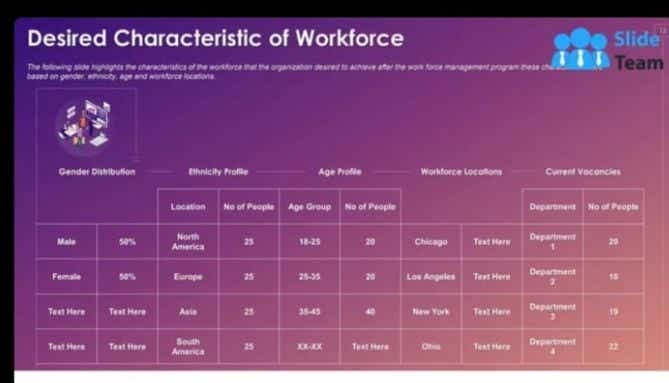 Desired Characteristic of Workforce
Slide
Team
The following slide highlights the characteristics of the workforce that the organization desired to achieve after the work force management program these
based on gender, ethnicity, age and workforce locations.
Gender Distribution Ethnicity Profile Age Profile Workforce Locations Current Vacancies
Location No of People Age Group No of People Department No of People
Male 50% North America 25 18-25 20 Chicago Text Here Department 1 20
Female 50% Europe 25 25-35 20 Los Angeles Text Here Department 2
Text Here Text Here Asia 25 35-45 40 New York Text Here Department 3 19
Text Here Text Here South America 25 XX-XX Text Here Ohio Text Here Department 4 22